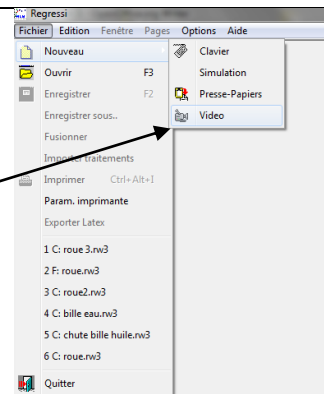 Regressi
Fichier Edition Fenêtre Pages Options Aide
Nouveau
Ouvrir F3
Enregistrer F2
Enregistrer sous..
Fusionner
Importer traitements
Imprimer Ctrl+Alt+I
Param. imprimante
Exporter Latex
1 C: roue 3.rw3
2 F: roue.rw3
3 C: roue2.rw3
4 C: bille eau.rw3
5 C: chute bille huile.rw3
6 C: roue.rw3
Quitter
Clavier
Simulation
Presse-Papiers
Video